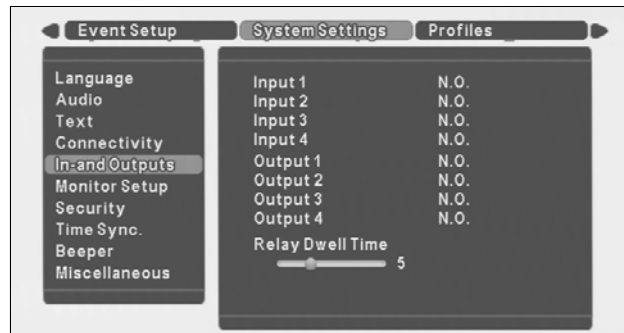 Event Setup System Settings Profiles
Language
Audio
Text
Connectivity
In-and Outputs
Monitor Setup
Security
Time Sync.
Beeper
Miscellaneous
Input 1 N.O.
Input 2 N.O.
Input 3 N.O.
Input 4 N.O.
Output 1 N.O.
Output 2 N.O.
Output 3 N.O.
Output 4 N.O.
Relay Dwell Time
5